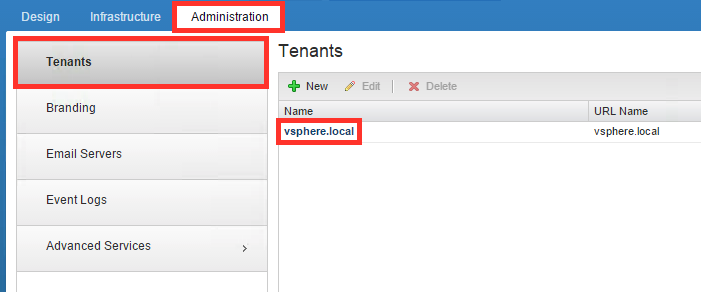 Design Infrastructure Administration
Tenants
Branding
Email Servers
Event Logs
Advanced Services
Tenants
New Edit Delete
Name URL Name
vsphere.local vsphere.local